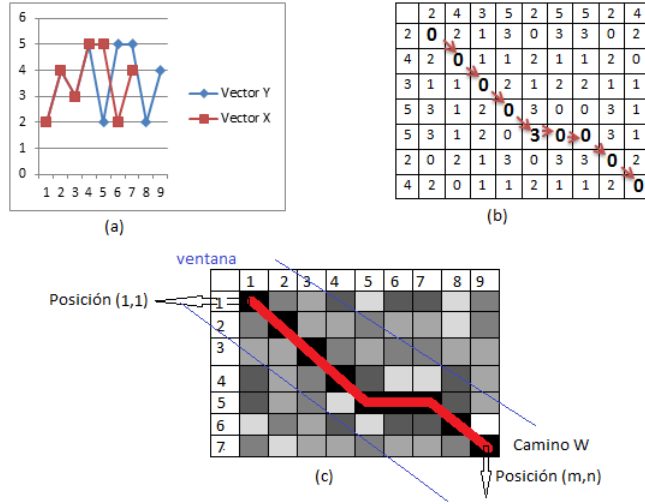 6
5
4
3
2
1
0
1 2 3 4 5 6 7 8 9
Vector Y
Vector X
(a)
2 4 3 5 2 5 5 2 4
2 0 2 1 3 0 3 3 0 2
4 2 0 1 1 2 1 1 2 0
3 1 1 0 2 1 2 2 1 1
5 3 1 2 0 3 0 0 3 1
5 3 1 2 0 3 0 0 3 1
2 0 2 1 3 0 3 3 0 2
4 2 0 1 1 2 1 1 2 0
(b)
ventana
1 2 3 4 5 6 7 8 9
Posición (1,1)
1
2
3
4
5
6
7
Camino W
(c)
Posición (m,n)